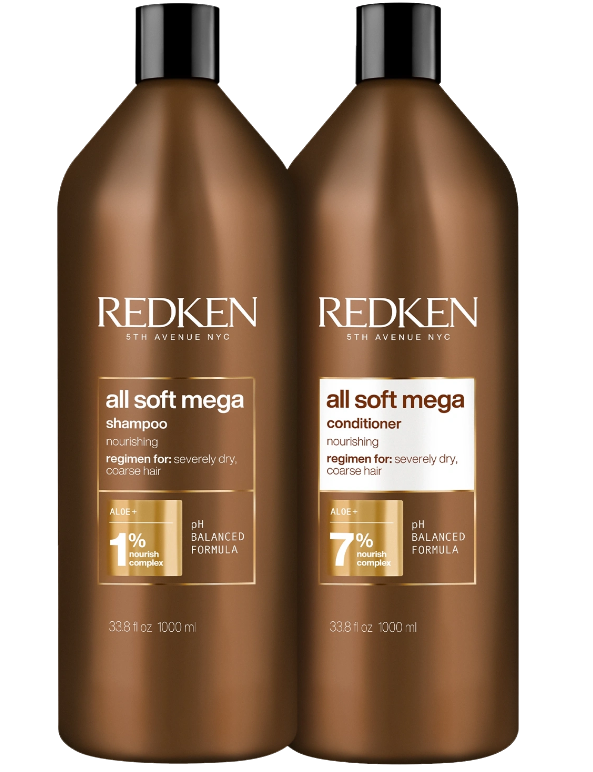 REDKEN
5TH AVENUE NYC
all soft mega
shampoo
nourishing
regimen for: severely dry,
coarse hair
ALOE+
1%
nourish
complex
pH
BALANCED
FORMULA
33.8 fl oz 1000 ml
REDKEN
5TH AVENUE NYC
all soft mega
conditioner
nourishing
regimen for: severely dry,
coarse hair
ALOE+
7%
nourish
complex
pH
BALANCED
FORMULA
33.8 fl oz 1000 ml